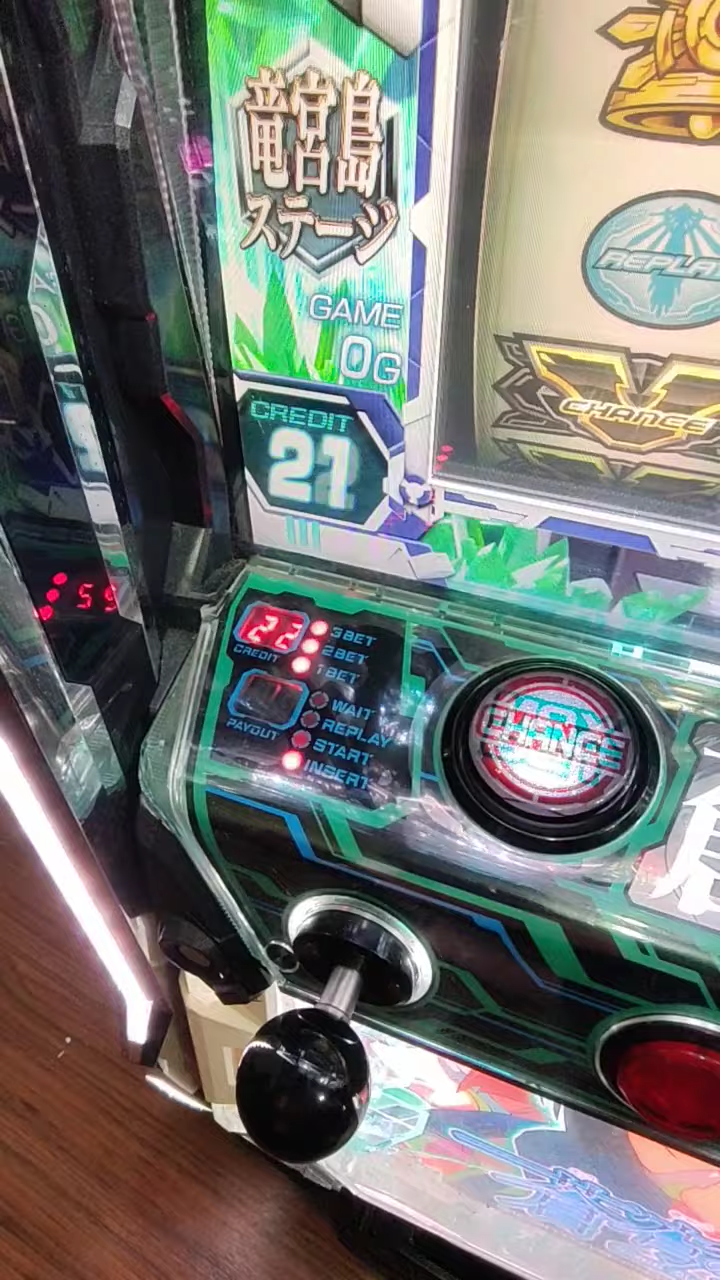 竜宮島
ステージ
GAME
0G
CREDIT
21
REPLAY
CHANCE
59
22
CREDIT
3BET
2BET
1BET
PAYOUT
WAIT
REPLAY
START
INSERT
CHANCE